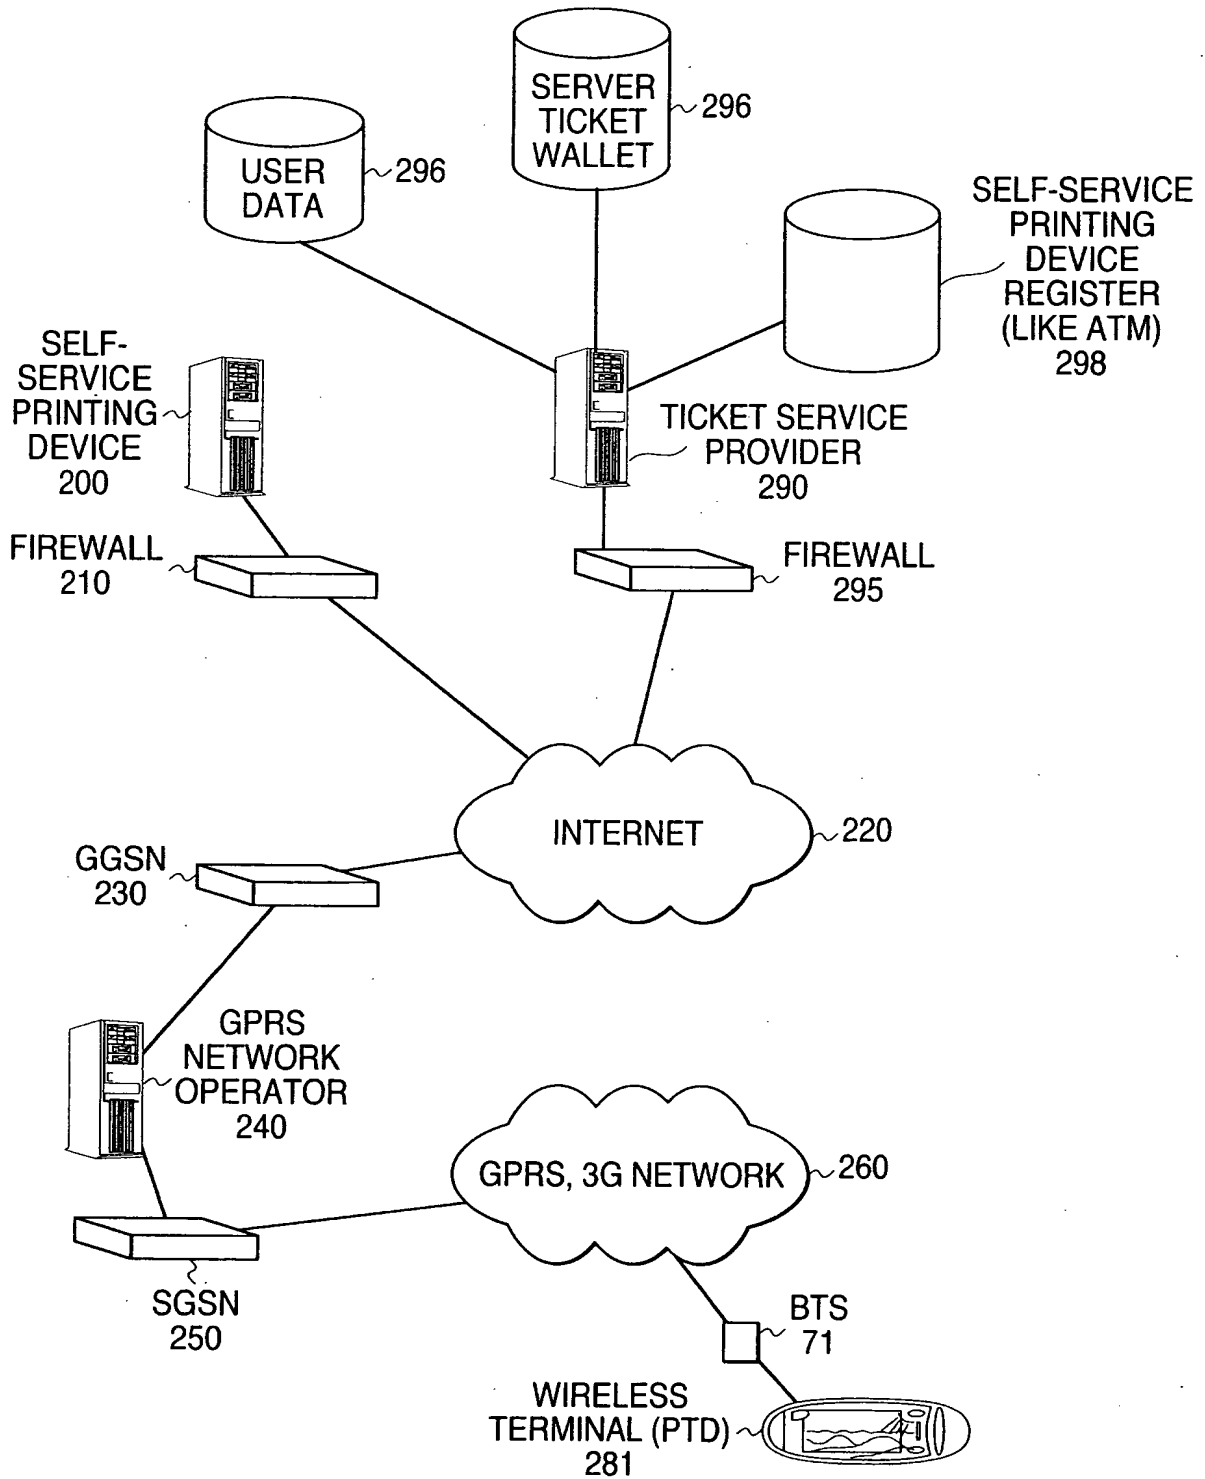 SERVER
TICKET
WALLET
296
USER
DATA
296
SELF-SERVICE
PRINTING
DEVICE
REGISTER
(LIKE ATM)
298
SELF-
SERVICE
PRINTING
DEVICE
200
TICKET SERVICE
PROVIDER
290
FIREWALL
210
FIREWALL
295
INTERNET
220
GGSN
230
GPRS
NETWORK
OPERATOR
240
GPRS, 3G NETWORK
260
SGSN
250
BTS
71
WIRELESS
TERMINAL (PTD)
281